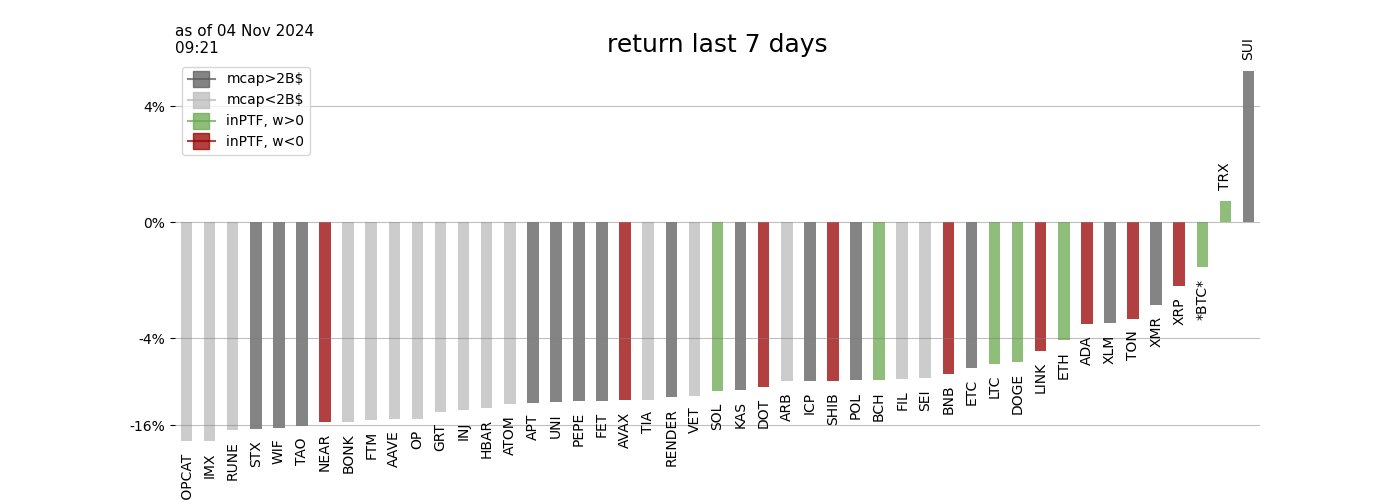 as of 04 Nov 2024
09:21
return last 7 days
mcap>2B$
mcap<2B$
inPTF, w>0
inPTF, w<0
4%
0%
-4%
-16%
OPCAT
IMX
RUNE
STX
WIF
TAO
NEAR
BONK
FTM
AAVE
OP
GRT
INJ
HBAR
ATOM
APT
UNI
PEPE
FET
AVAX
TIA
RENDER
VET
SOL
KAS
DOT
ARB
ICP
SHIB
POL
BCH
FIL
SEI
BNB
ETC
LTC
DOGE
LINK
ETH
ADA
XLM
TON
XMR
XRP
*BTC*
TRX
SUI